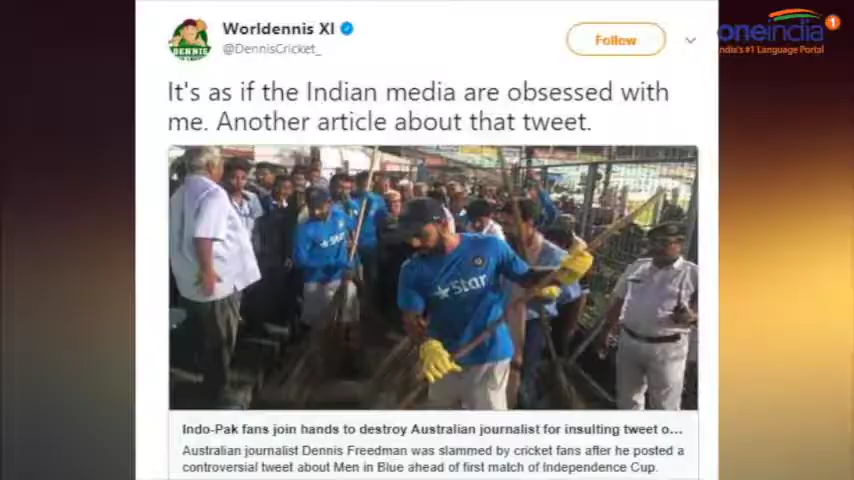 Worldennis XI
@DennisCricket_
Follow
oneindia 1
India's #1 Language Portal
It's as if the Indian media are obsessed with
me. Another article about that tweet.
DENNIS
star
star
Indo-Pak fans join hands to destroy Australian journalist for insulting tweet o...
Australian journalist Dennis Freedman was slammed by cricket fans after he posted a
controversial tweet about Men in Blue ahead of first match of Independence Cup.